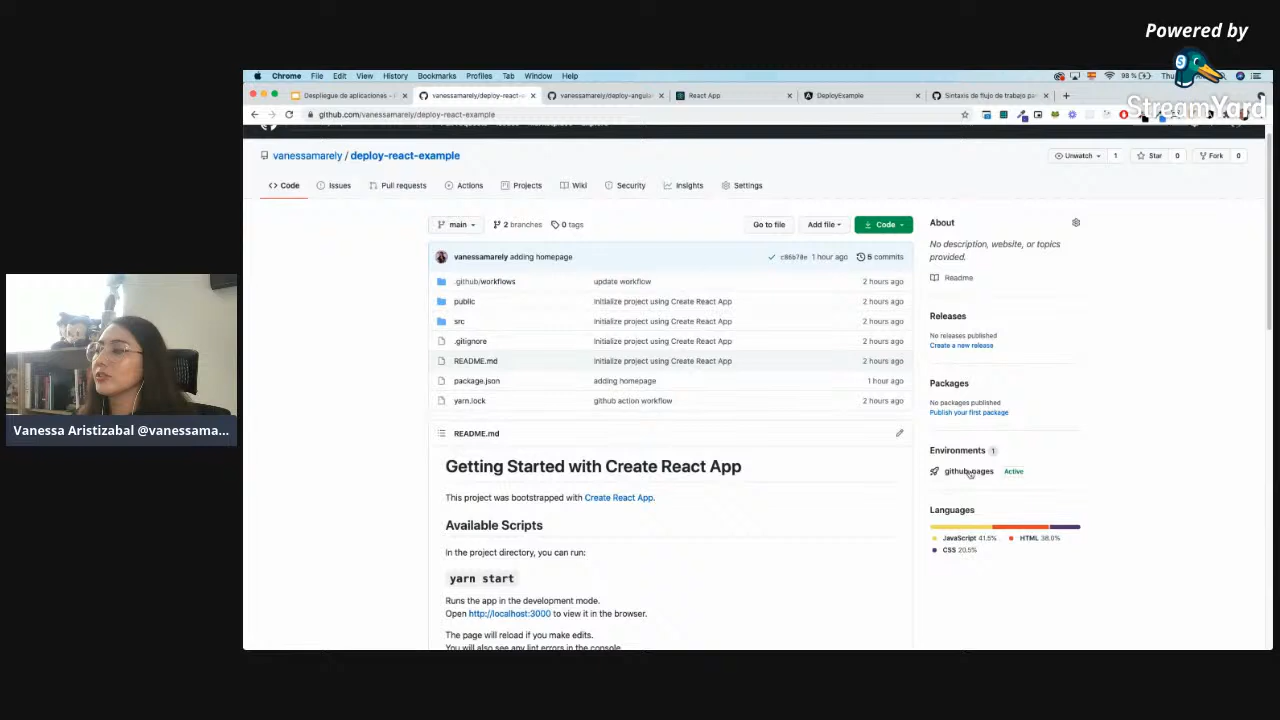 Powered by
StreamYard
Chrome File Edit View History Bookmarks Profiles Tab Window Help
98 %
Despliegue de aplicaciones -
vanessamarely/deploy-react-
vanessamarely/deploy-angula
React App
DeployExample
Sintaxis de flujo de trabajo pa
github.com/vanessamarely/deploy-react-example
vanessamarely / deploy-react-example
Unwatch 1 Star 0 Fork 0
Code Issues Pull requests Actions Projects Wiki Security Insights Settings
main 2 branches 0 tags Go to file Add file Code
vanessamarely adding homepage 1 hour ago 5 commits
.github/workflows update workflow 2 hours ago
public Initialize project using Create React App 2 hours ago
src Initialize project using Create React App 2 hours ago
.gitignore Initialize project using Create React App 2 hours ago
README.md Initialize project using Create React App 2 hours ago
package.json adding homepage 1 hour ago
yarn.lock github action workflow 2 hours ago
README.md
Getting Started with Create React App
This project was bootstrapped with Create React App.
Available Scripts
In the project directory, you can run:
yarn start
Runs the app in the development mode.
Open http://localhost:3000 to view it in the browser.
The page will reload if you make edits.
You will also see any lint errors in the console.
About
No description, website, or topics
provided.
Readme
Releases
No releases published
Create a new release
Packages
No packages published
Publish your first package
Environments 1
github-pages Active
Languages
JavaScript 41.5% HTML 38.0%
CSS 20.5%
Vanessa Aristizabal @vanessama...